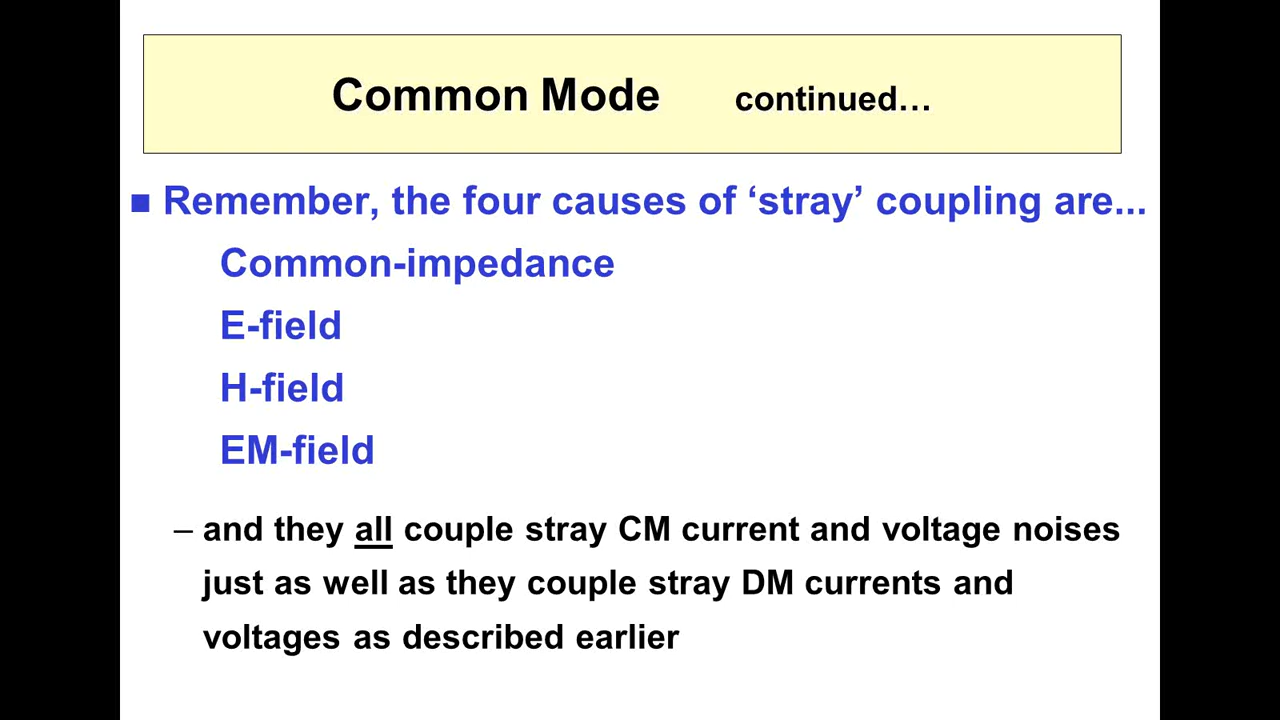 Common Mode continued…
Remember, the four causes of ‘stray’ coupling are...
Common-impedance
E-field
H-field
EM-field
– and they all couple stray CM current and voltage noises
just as well as they couple stray DM currents and
voltages as described earlier